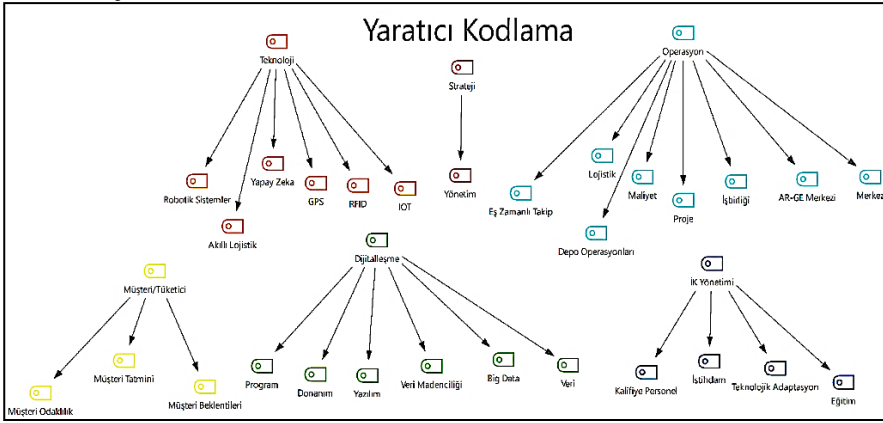 Yaratıcı Kodlama
Teknoloji
Strateji
Operasyon
Robotik Sistemler
Yapay Zeka
GPS
RFID
IOT
Akıllı Lojistik
Yönetim
Eş Zamanlı Takip
Lojistik
Depo Operasyonları
Maliyet
Proje
İşbirliği
AR-GE Merkezi
Merkez
Müşteri/Tüketici
Dijitalleşme
İK Yönetimi
Müşteri Odaklılık
Müşteri Tatmini
Müşteri Beklentileri
Program
Donanım
Yazılım
Veri Madenciliği
Big Data
Veri
Kalifiye Personel
İstihdam
Teknolojik Adaptasyon
Eğitim